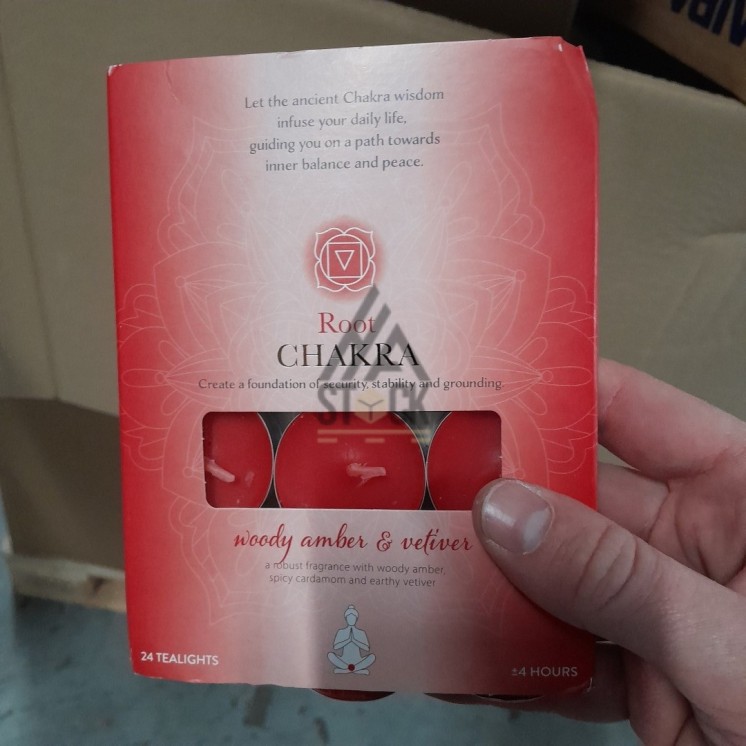 Let the ancient Chakra wisdom
infuse your daily life,
guiding you on a path towards
inner balance and peace.
Root
CHAKRA
Create a foundation of security, stability and grounding.
STOCK
woody amber & vetiver
a robust fragrance with woody amber,
spicy cardamom and earthy vetiver
24 TEALIGHTS
±4 HOURS